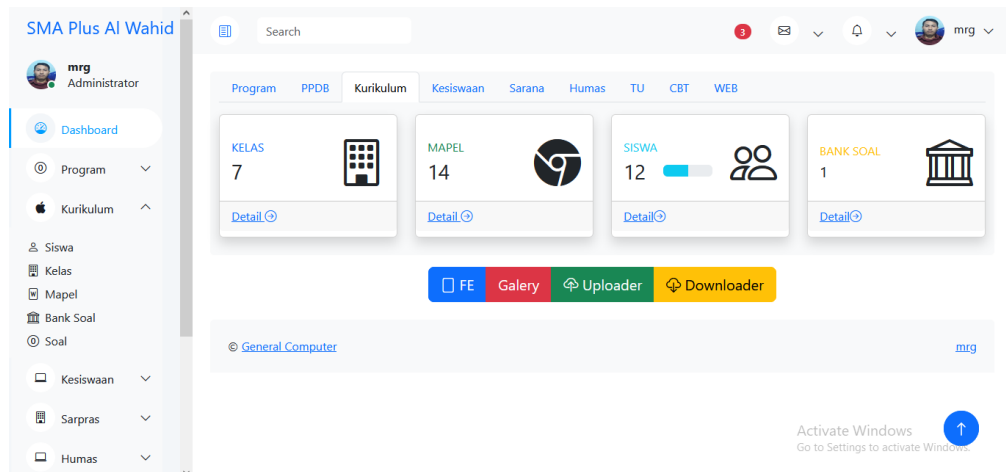 SMA Plus Al Wahid
mrg
Administrator
Dashboard
Program
Kurikulum
Siswa
Kelas
Mapel
Bank Soal
Soal
Kesiswaan
Sarpras
Humas
Search
3
mrg
Program PPDB Kurikulum Kesiswaan Sarana Humas TU CBT WEB
KELAS
7
Detail
MAPEL
14
Detail
SISWA
12
Detail
BANK SOAL
1
Detail
FE Galery Uploader Downloader
© General Computer
mrg
Activate Windows
Go to Settings to activate Windows.